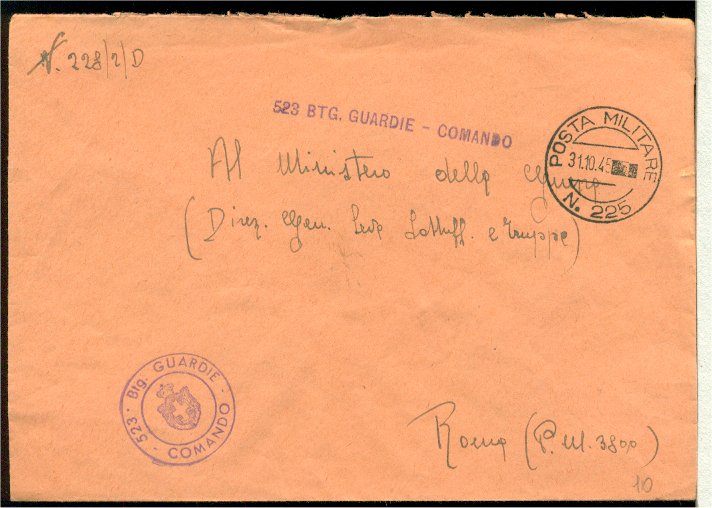 N. 228/2/D
523 BTG. GUARDIE - COMANDO
POSTA MILITARE
31.10.45
N. 225
Al Ministero della Guerra
(Direz. Gen. Sottuff. e Truppe)
523. Btg. GUARDIE - COMANDO
Roma (P.M. 3800)
10